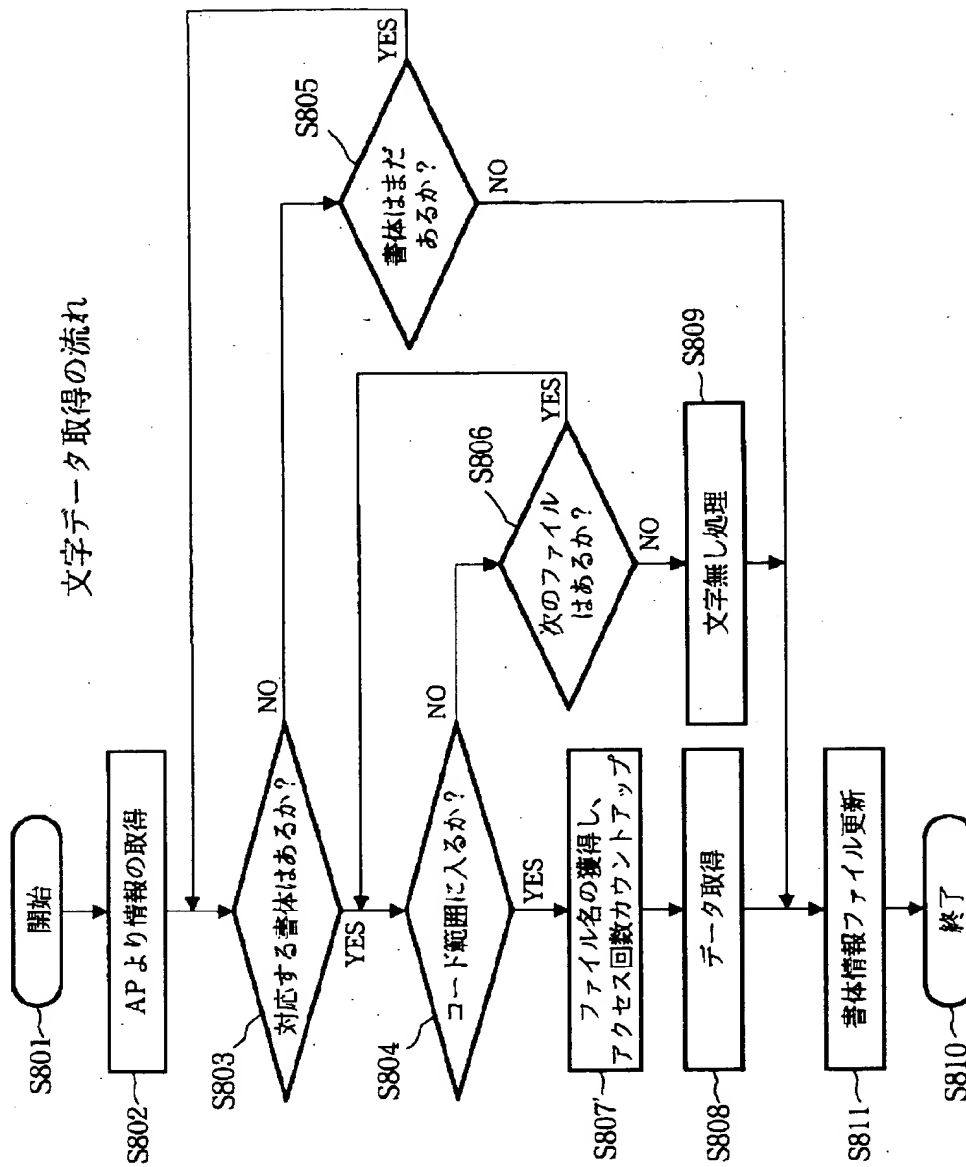 文字データ取得の流れ
S801
開始
S802
APより情報の取得
S803
対応する書体はあるか?
NO
YES
S805
書体はまだ
あるか?
YES
NO
S804
コード範囲に入るか?
NO
YES
S806
次のファイル
はあるか?
YES
NO
S807
ファイル名の獲得し、
アクセス回数カウントアップ
S809
文字無し処理
S808
データ取得
S811
書体情報ファイル更新
S810
終了